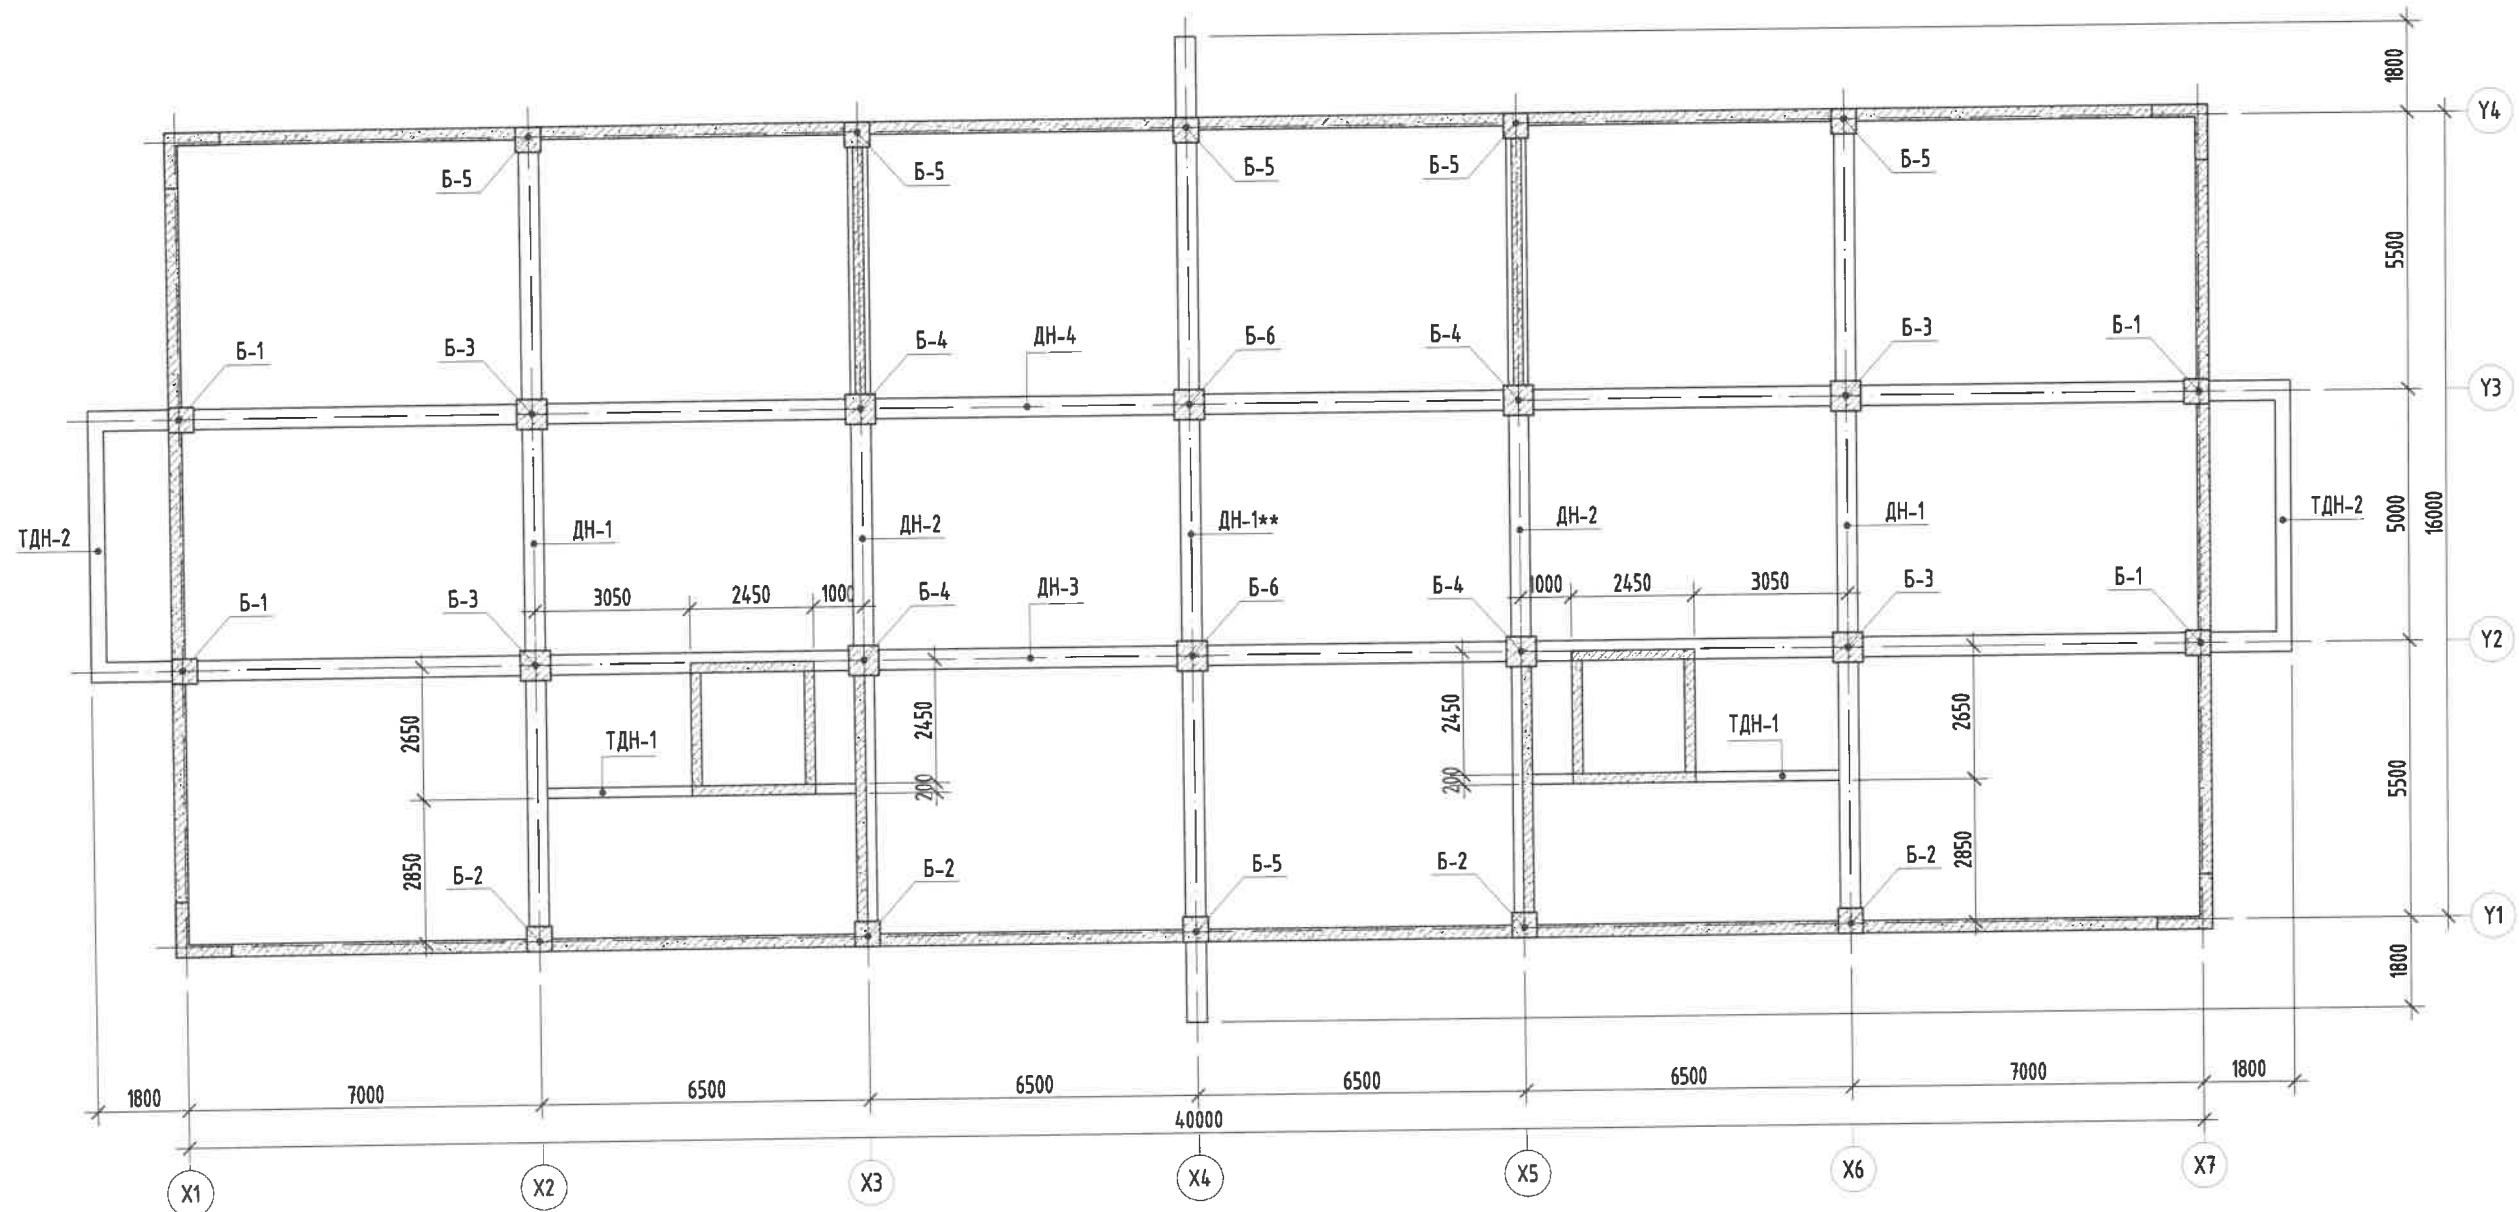 1800
Y4
Б-5
Б-5
Б-5
Б-5
Б-5
5500
Б-1
Б-3
Б-4
ДН-4
Б-6
Б-4
Б-3
Б-1
Y3
ТДН-2
ДН-1
ДН-2
ДН-1**
ДН-2
ДН-1
ТДН-2
5000
16000
Б-1
Б-3
3050
2450
1000
Б-4
ДН-3
Б-6
Б-4
1000
2450
3050
Б-3
Б-1
Y2
2650
ТДН-1
2450
200
2450
200
ТДН-1
2650
5500
2850
Б-2
Б-2
Б-5
Б-2
Б-2
2850
Y1
1800
1800
7000
6500
6500
6500
6500
7000
1800
40000
X1
X2
X3
X4
X5
X6
X7